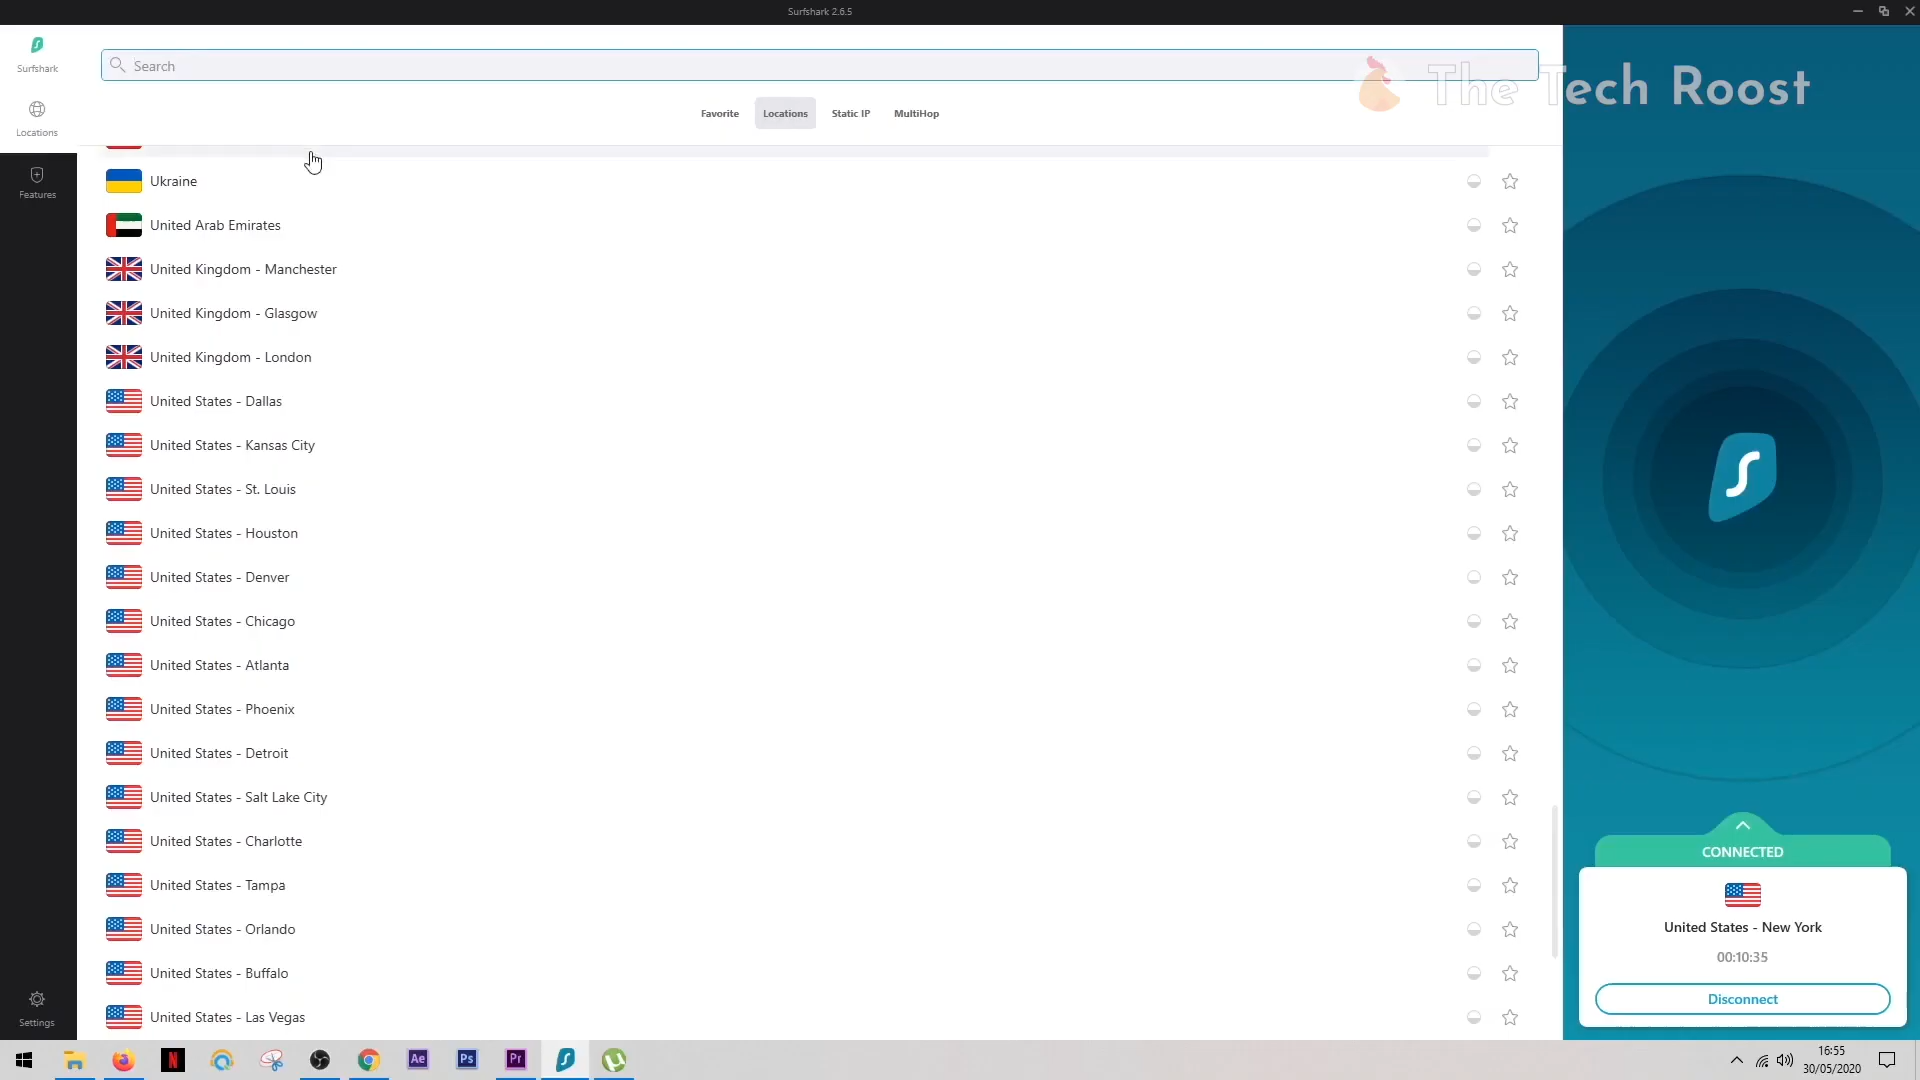 Surfshark 2.6.5
Surfshark
Search
The Tech Roost
Locations
Favorite
Locations
Static IP
MultiHop
Features
Ukraine
United Arab Emirates
United Kingdom - Manchester
United Kingdom - Glasgow
United Kingdom - London
United States - Dallas
United States - Kansas City
United States - St. Louis
United States - Houston
United States - Denver
United States - Chicago
United States - Atlanta
United States - Phoenix
United States - Detroit
United States - Salt Lake City
United States - Charlotte
United States - Tampa
United States - Orlando
United States - Buffalo
United States - Las Vegas
CONNECTED
United States - New York
00:10:35
Disconnect
Settings
N
Ae
Ps
Pr
16:55
30/05/2020